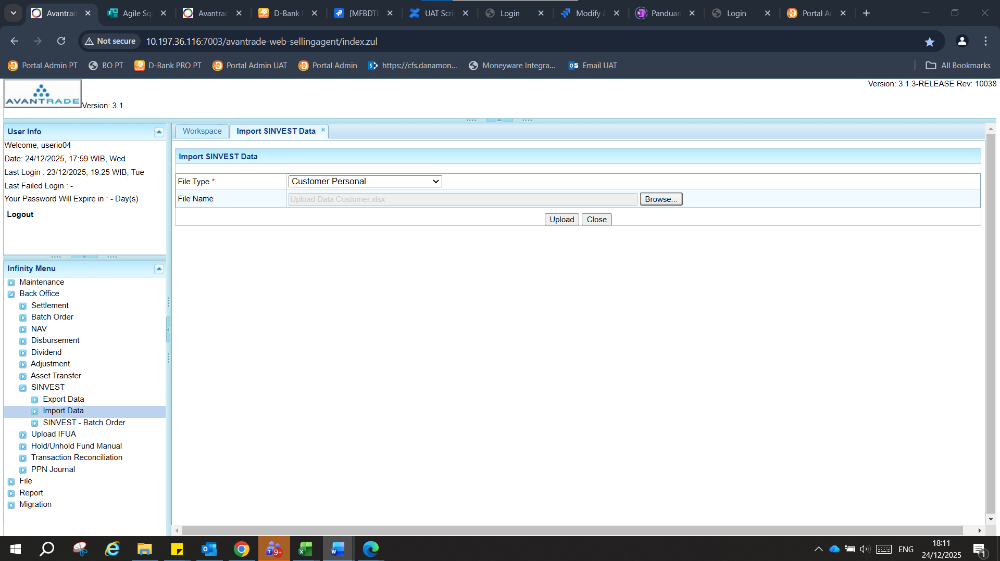 Avantrad
Agile Sq
Avantrac
D-Bank
[MFBDTE
UAT Scri
Login
Modify &
Panduan
Login
Portal Ac
Not secure
10.197.36.116:7003/avantrade-web-sellingagent/index.zul
Portal Admin PT
BO PT
D-Bank PRO PT
Portal Admin UAT
Portal Admin
https://cfs.danamon...
Moneyware Integra...
Email UAT
All Bookmarks
AVANTRADE
Version: 3.1
Version: 3.1.3-RELEASE Rev: 10038
User Info
Welcome, userio04
Date: 24/12/2025, 17:59 WIB, Wed
Last Login : 23/12/2025, 19:25 WIB, Tue
Last Failed Login : -
Your Password Will Expire in : - Day(s)
Logout
Infinity Menu
Maintenance
Back Office
Settlement
Batch Order
NAV
Disbursement
Dividend
Adjustment
Asset Transfer
SINVEST
Export Data
Import Data
SINVEST - Batch Order
Upload IFUA
Hold/Unhold Fund Manual
Transaction Reconciliation
PPN Journal
File
Report
Migration
Workspace
Import SINVEST Data
Import SINVEST Data
File Type *
Customer Personal
File Name
Upload Data Customer.xlsx
Browse...
Upload
Close
9+
ENG
18:11
24/12/2025
1